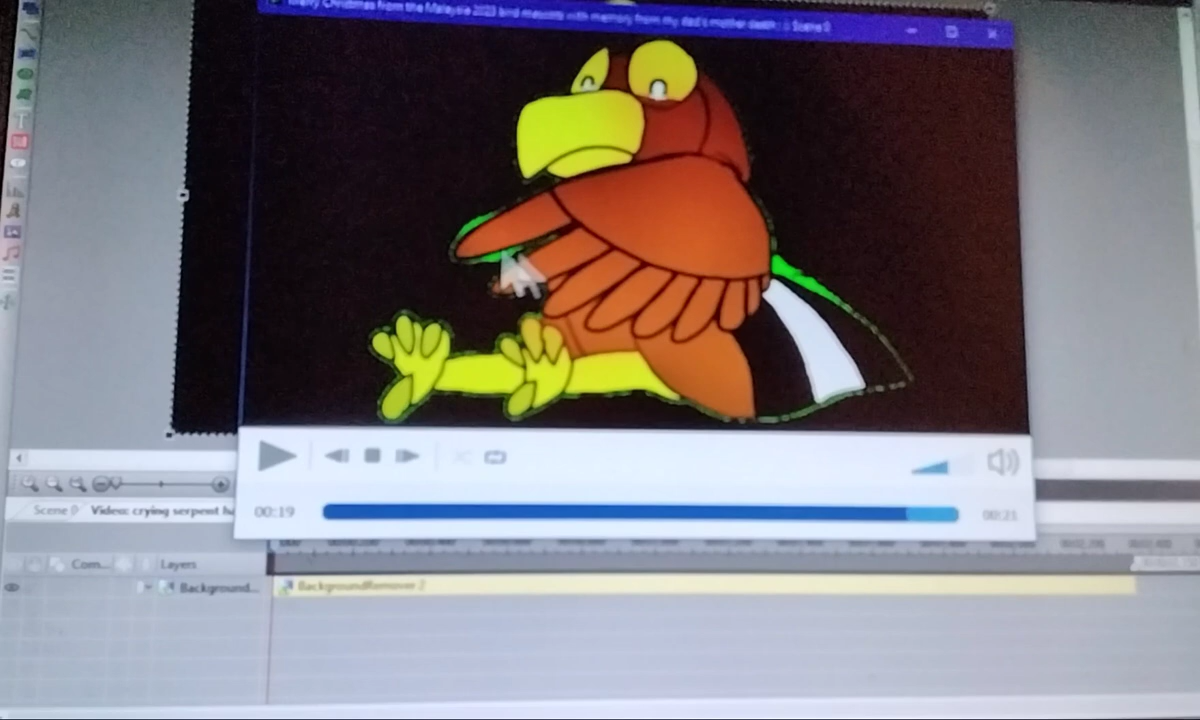 Merry Christmas from the Malaysia 2023 bird mascots with memory from my dad's mother death : : Scene 0
00:19
00:21
Scene 0 Video: crying serpent ha
Com... Layers
Background... BackgroundRemover 2